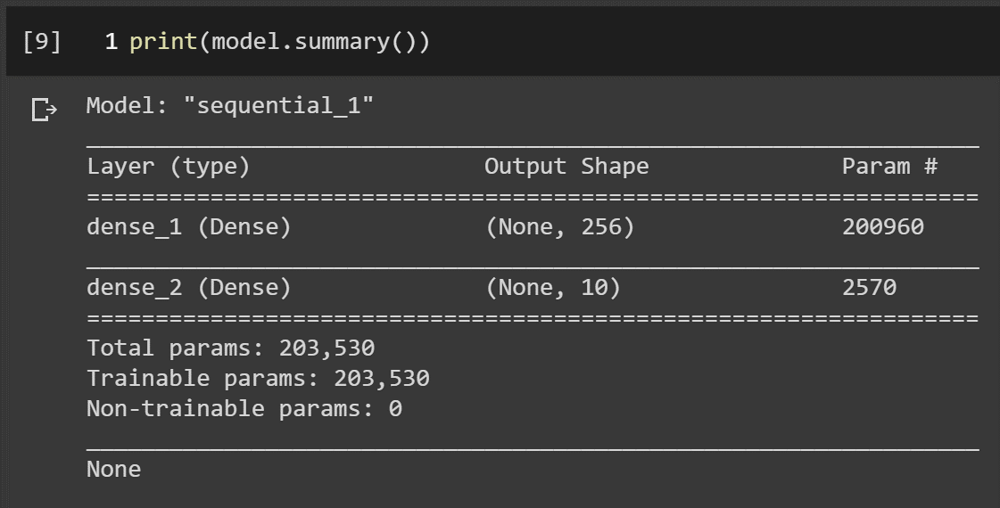 [9] 1 print(model.summary())
Model: "sequential_1"
_________________________________________________________________
Layer (type)                 Output Shape              Param #
=================================================================
dense_1 (Dense)              (None, 256)               200960
_________________________________________________________________
dense_2 (Dense)              (None, 10)                2570
=================================================================
Total params: 203,530
Trainable params: 203,530
Non-trainable params: 0
_________________________________________________________________
None